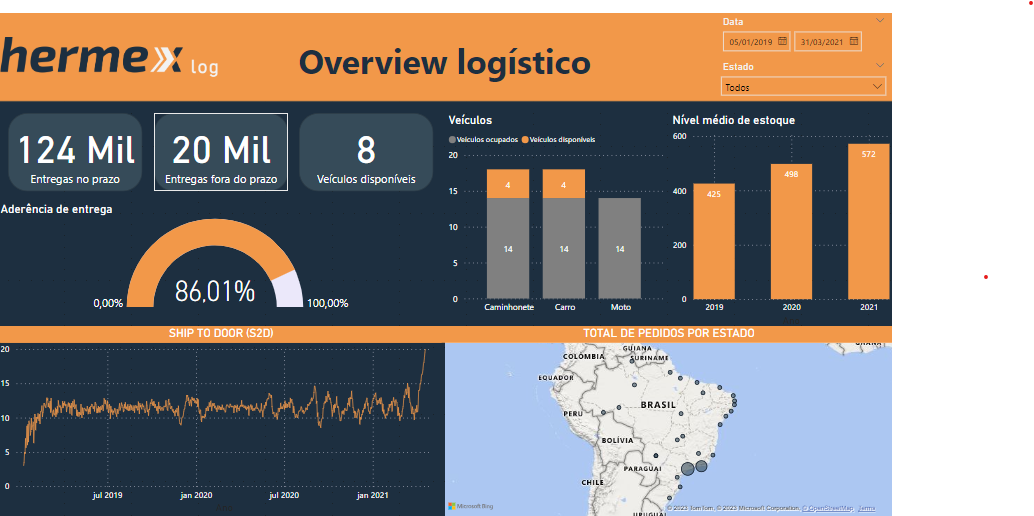 hermex log
Overview logístico
Data
05/01/2019 31/03/2021
Estado
Todos
124 Mil
Entregas no prazo
20 Mil
Entregas fora do prazo
8
Veículos disponíveis
Aderência de entrega
0,00%
86,01%
100,00%
Veículos
Veículos ocupados Veículos disponíveis
20
15
10
5
0
4
4
14
14
14
Caminhonete Carro Moto
Nível médio de estoque
600
400
200
0
425
498
572
2019 2020 2021
SHIP TO DOOR (S2D)
20
15
10
5
0
jul 2019 jan 2020 jul 2020 jan 2021
TOTAL DE PEDIDOS POR ESTADO
GUIANA
COLOMBIA
SURINAME
EQUADOR
BRASIL
PERU
BOLÍVIA
PARAGUAI
CHILE
URUGUAI
Microsoft Bing
© 2023 TomTom, © 2023 Microsoft Corporation, © OpenStreetMap Terms